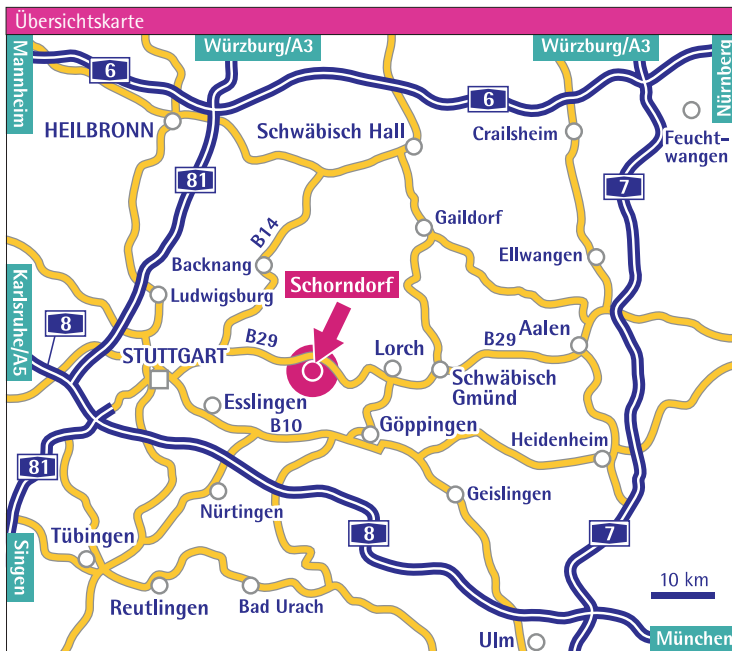 Übersichtskarte
Mannheim
Würzburg/A3
Würzburg/A3
Nürnberg
6
6
HEILBRONN
Schwäbisch Hall
Crailsheim
Feucht-
wangen
81
7
B14
Gaildorf
Ellwangen
Backnang
Karlsruhe/A5
Ludwigsburg
Schorndorf
8
B29
Lorch
B29
Aalen
STUTTGART
Schwäbisch
Gmünd
Esslingen
B10
Göppingen
Heidenheim
81
Nürtingen
Geislingen
Singen
Tübingen
8
7
10 km
Reutlingen
Bad Urach
Ulm
München